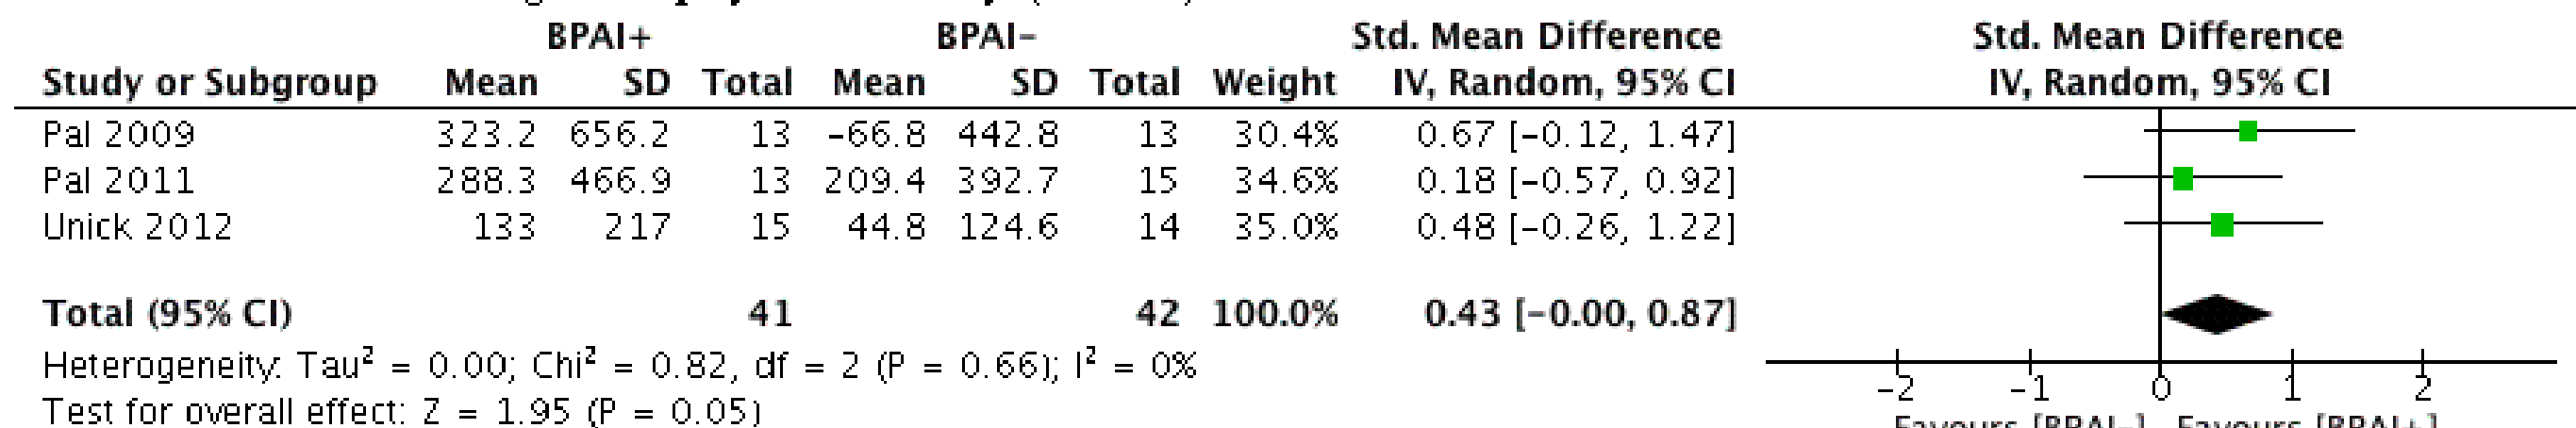 BPAI+ BPAI- Std. Mean Difference Std. Mean Difference
Study or Subgroup Mean SD Total Mean SD Total Weight IV, Random, 95% CI IV, Random, 95% CI
Pal 2009 323.2 656.2 13 -66.8 442.8 13 30.4% 0.67 [-0.12, 1.47]
Pal 2011 288.3 466.9 13 209.4 392.7 15 34.6% 0.18 [-0.57, 0.92]
Unick 2012 133 217 15 44.8 124.6 14 35.0% 0.48 [-0.26, 1.22]
Total (95% CI) 41 42 100.0% 0.43 [-0.00, 0.87]
Heterogeneity: Tau² = 0.00; Chi² = 0.82, df = 2 (P = 0.66); I² = 0%
Test for overall effect: Z = 1.95 (P = 0.05)
-2 -1 0 1 2
Favours [BPAI-] Favours [BPAI+]